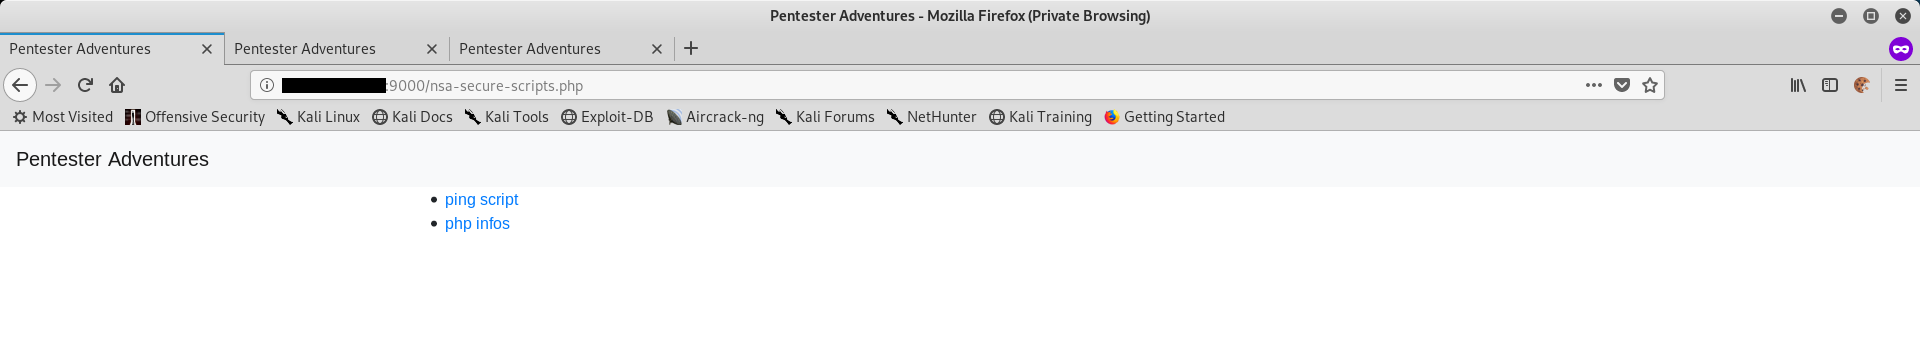 Pentester Adventures - Mozilla Firefox (Private Browsing)
Pentester Adventures Pentester Adventures Pentester Adventures
:9000/nsa-secure-scripts.php
Most Visited Offensive Security Kali Linux Kali Docs Kali Tools Exploit-DB Aircrack-ng Kali Forums NetHunter Kali Training Getting Started
Pentester Adventures
ping script
php infos